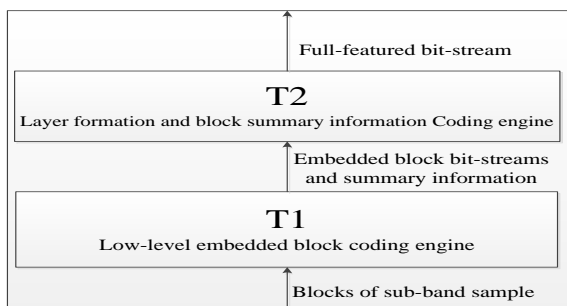 Full-featured bit-stream
T2
Layer formation and block summary information Coding engine
Embedded block bit-streams
and summary information
T1
Low-level embedded block coding engine
Blocks of sub-band sample